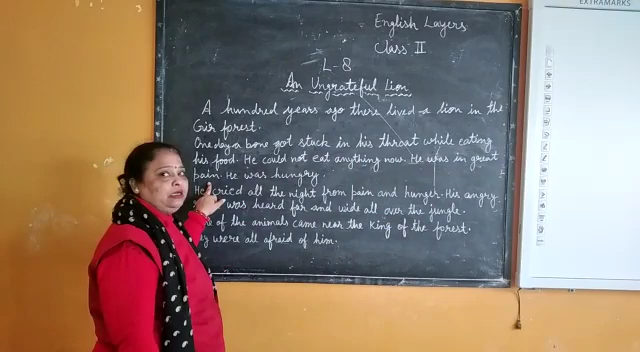 EXTRAMARKS
English Layers
Class II
L-8
An Ungrateful Lion
A hundred years ago there lived a lion in the
Gir forest.
One day a bone got stuck in his throat while eating
his food. He could not eat anything now. He was in great
pain. He was hungry.
He cried all the night from pain and hunger. His angry
was heard far and wide all over the jungle.
of the animals came near the King of the forest.
were all afraid of him.